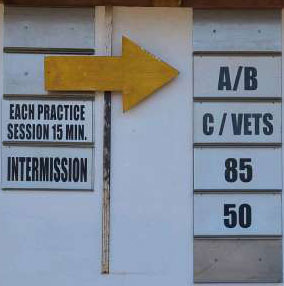 EACH PRACTICE
SESSION 15 MIN.
INTERMISSION
A/B
C / VETS
85
50